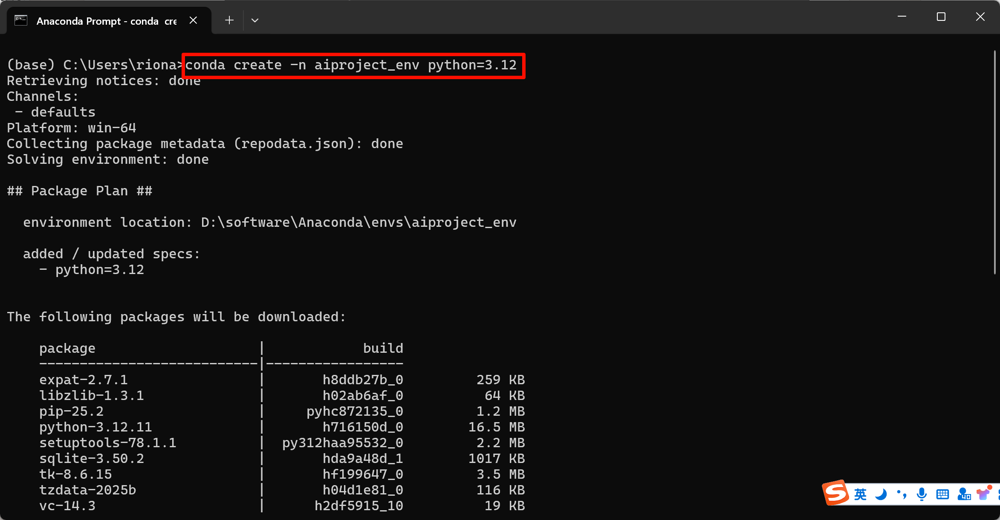 Anaconda Prompt - conda  cre
(base) C:\Users\riona>conda create -n aiproject_env python=3.12
Retrieving notices: done
Channels:
 - defaults
Platform: win-64
Collecting package metadata (repodata.json): done
Solving environment: done
## Package Plan ##
  environment location: D:\software\Anaconda\envs\aiproject_env
  added / updated specs:
    - python=3.12
The following packages will be downloaded:
    package                    |            build
    ---------------------------|-----------------
    expat-2.7.1                |       h8ddb27b_0         259 KB
    libzlib-1.3.1              |       h02ab6af_0          64 KB
    pip-25.2                   |     pyhc872135_0         1.2 MB
    python-3.12.11             |       h716150d_0        16.5 MB
    setuptools-78.1.1          |  py312haa95532_0         2.2 MB
    sqlite-3.50.2              |       hda9a48d_1        1017 KB
    tk-8.6.15                  |       hf199647_0         3.5 MB
    tzdata-2025b               |       h04d1e81_0         116 KB
    vc-14.3                    |      h2df5915_10          19 KB
S 英